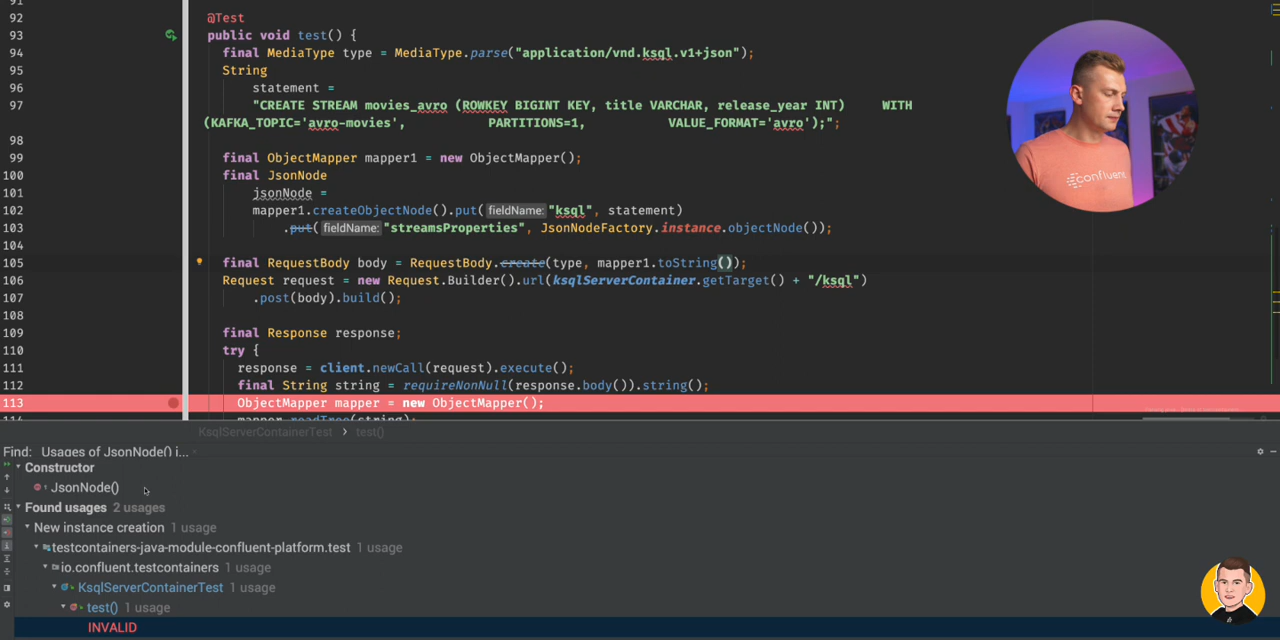 91
92 @Test
93 public void test() {
94 final MediaType type = MediaType.parse("application/vnd.ksql.v1+json");
95 String
96 statement =
97 "CREATE STREAM movies_avro (ROWKEY BIGINT KEY, title VARCHAR, release_year INT) WITH
(KAFKA_TOPIC='avro-movies', PARTITIONS=1, VALUE_FORMAT='avro');";
98
99 final ObjectMapper mapper1 = new ObjectMapper();
100 final JsonNode
101 jsonNode =
102 mapper1.createObjectNode().put( fieldName: "ksql", statement)
103 .put( fieldName: "streamsProperties", JsonNodeFactory.instance.objectNode());
104
105 final RequestBody body = RequestBody.create(type, mapper1.toString());
106 Request request = new Request.Builder().url(ksqlServerContainer.getTarget() + "/ksql")
107 .post(body).build();
108
109 final Response response;
110 try {
111 response = client.newCall(request).execute();
112 final String string = requireNonNull(response.body()).string();
113 ObjectMapper mapper = new ObjectMapper();
114 mapper.readTree(string);
confluent
KsqlServerContainerTest > test()
Find: Usages of JsonNode() i...
Constructor
JsonNode()
Found usages 2 usages
New instance creation 1 usage
testcontainers-java-module-confluent-platform.test 1 usage
io.confluent.testcontainers 1 usage
KsqlServerContainerTest 1 usage
test() 1 usage
INVALID